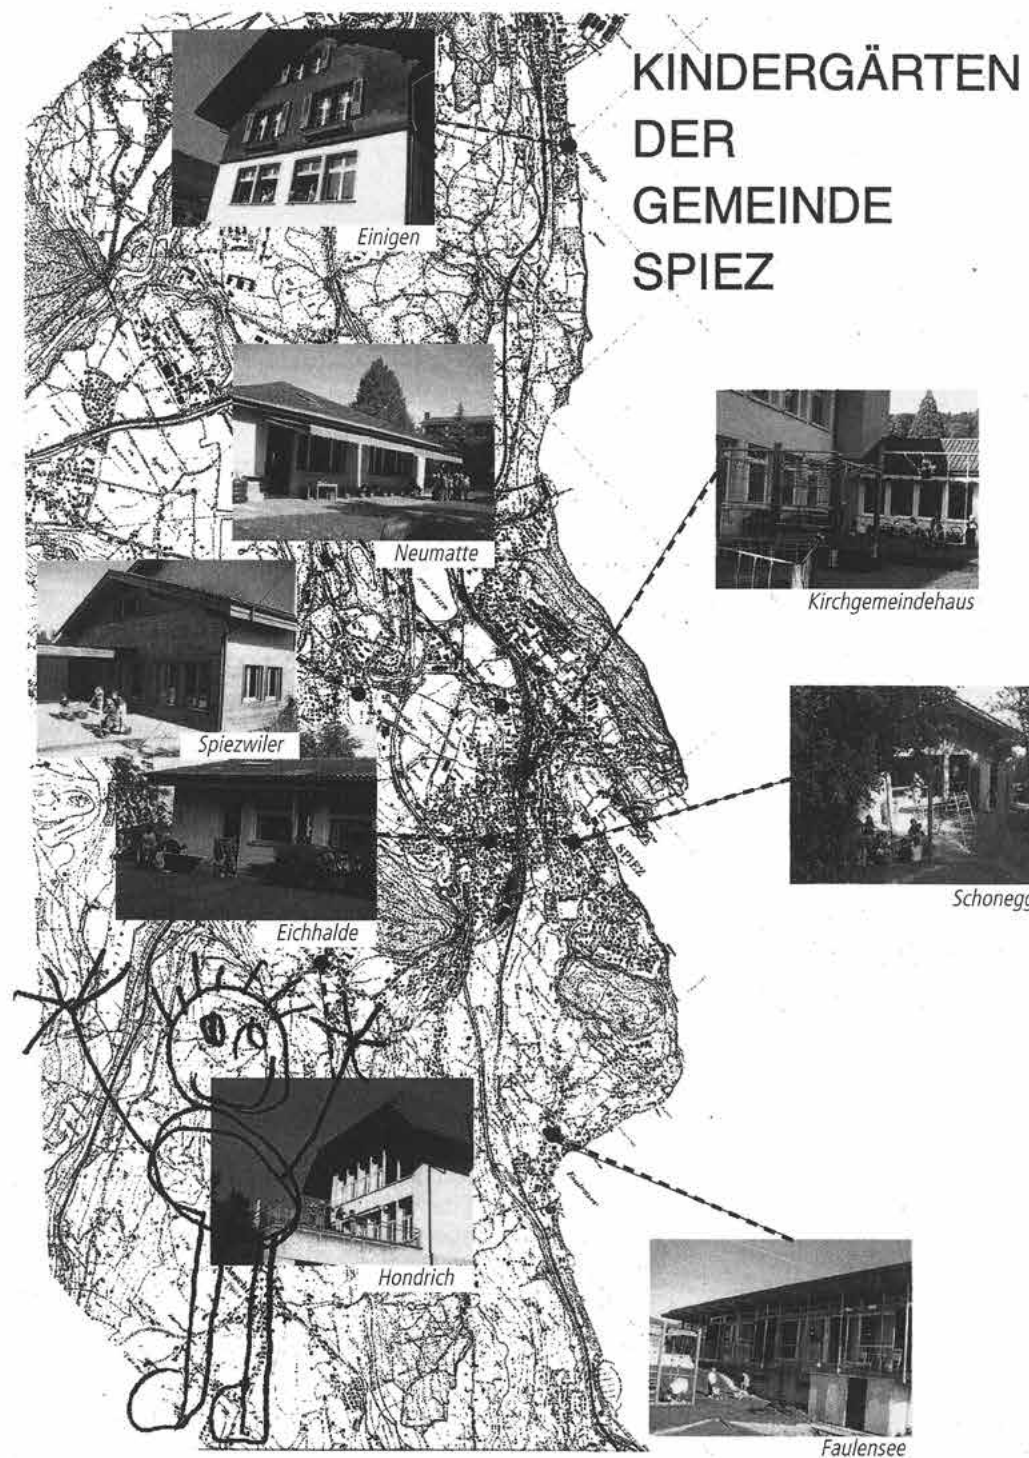 KINDERGÄRTEN
DER
GEMEINDE
SPIEZ
Einigen
Neumatte
Kirchgemeindehaus
Spiezwiler
Schonegg
Eichhalde
SPIEZ
Hondrich
Faulensee